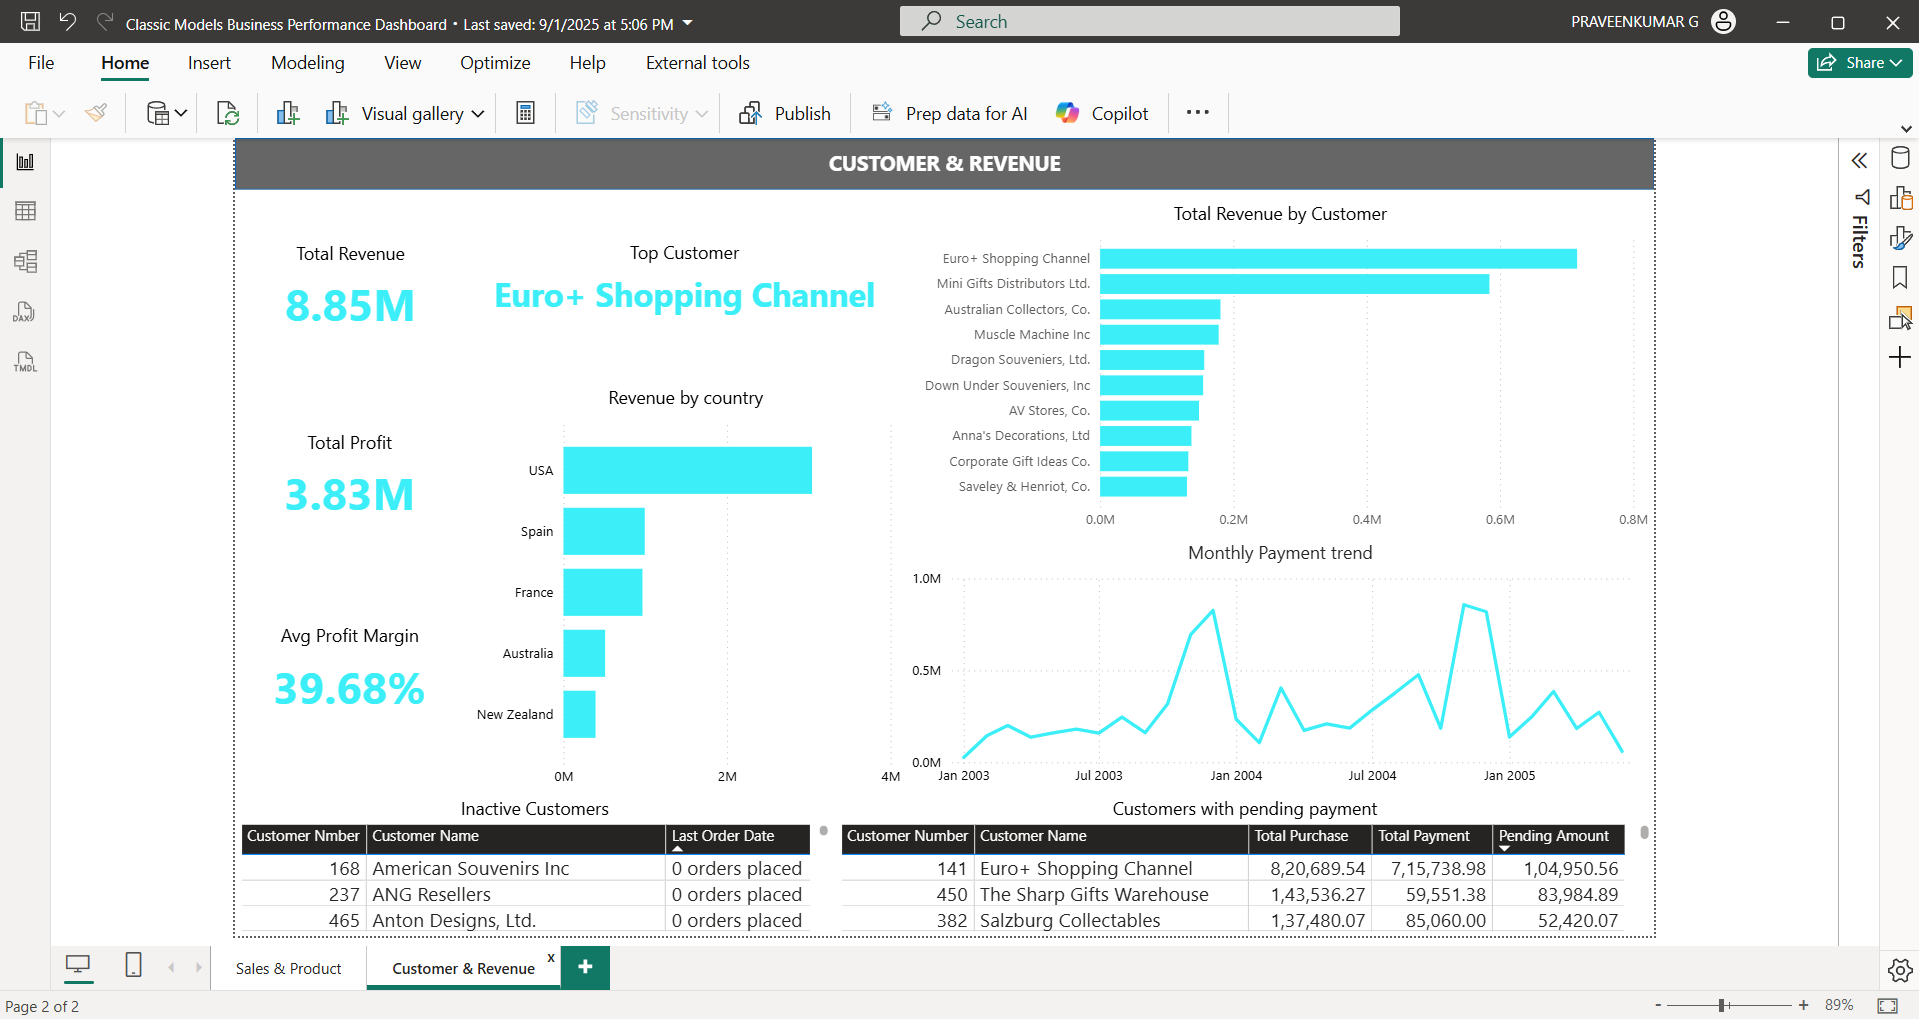 Classic Models Business Performance Dashboard • Last saved: 9/1/2025 at 5:06 PM
Search
PRAVEENKUMAR G
File Home Insert Modeling View Optimize Help External tools
Share
Visual gallery
Sensitivity
Publish
Prep data for AI
Copilot
DAX
TMDL
Filters
CUSTOMER & REVENUE
Total Revenue
8.85M
Top Customer
Euro+ Shopping Channel
Total Profit
3.83M
Avg Profit Margin
39.68%
Revenue by country
USA
Spain
France
Australia
New Zealand
0M 2M 4M
Total Revenue by Customer
Euro+ Shopping Channel
Mini Gifts Distributors Ltd.
Australian Collectors, Co.
Muscle Machine Inc
Dragon Souveniers, Ltd.
Down Under Souveniers, Inc
AV Stores, Co.
Anna's Decorations, Ltd
Corporate Gift Ideas Co.
Saveley & Henriot, Co.
0.0M 0.2M 0.4M 0.6M 0.8M
Monthly Payment trend
1.0M
0.5M
0.0M
Jan 2003 Jul 2003 Jan 2004 Jul 2004 Jan 2005
Inactive Customers
Customer Nmber Customer Name Last Order Date
168 American Souvenirs Inc 0 orders placed
237 ANG Resellers 0 orders placed
465 Anton Designs, Ltd. 0 orders placed
Customers with pending payment
Customer Number Customer Name Total Purchase Total Payment Pending Amount
141 Euro+ Shopping Channel 8,20,689.54 7,15,738.98 1,04,950.56
450 The Sharp Gifts Warehouse 1,43,536.27 59,551.38 83,984.89
382 Salzburg Collectables 1,37,480.07 85,060.00 52,420.07
Sales & Product
Customer & Revenue x
Page 2 of 2
89%